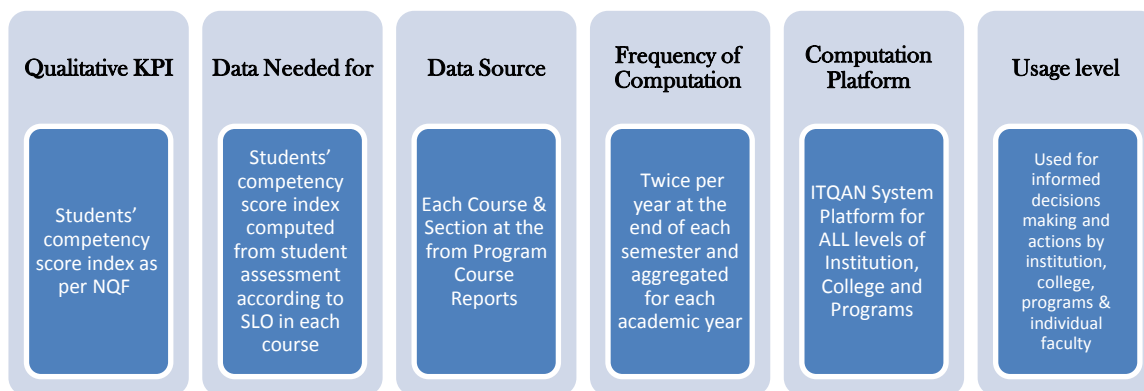 Qualitative KPI
Students'
competency
score index as
per NQF
Data Needed for
Students'
competency
score index
computed
from student
assessment
according to
SLO in each
course
Data Source
Each Course &
Section at the
from Program
Course
Reports
Frequency of
Computation
Twice per
year at the
end of each
semester and
aggregated
for each
academic year
Computation
Platform
ITQAN System
Platform for
ALL levels of
Institution,
College and
Programs
Usage level
Used for
informed
decisions
making and
actions by
institution,
college,
programs &
individual
faculty